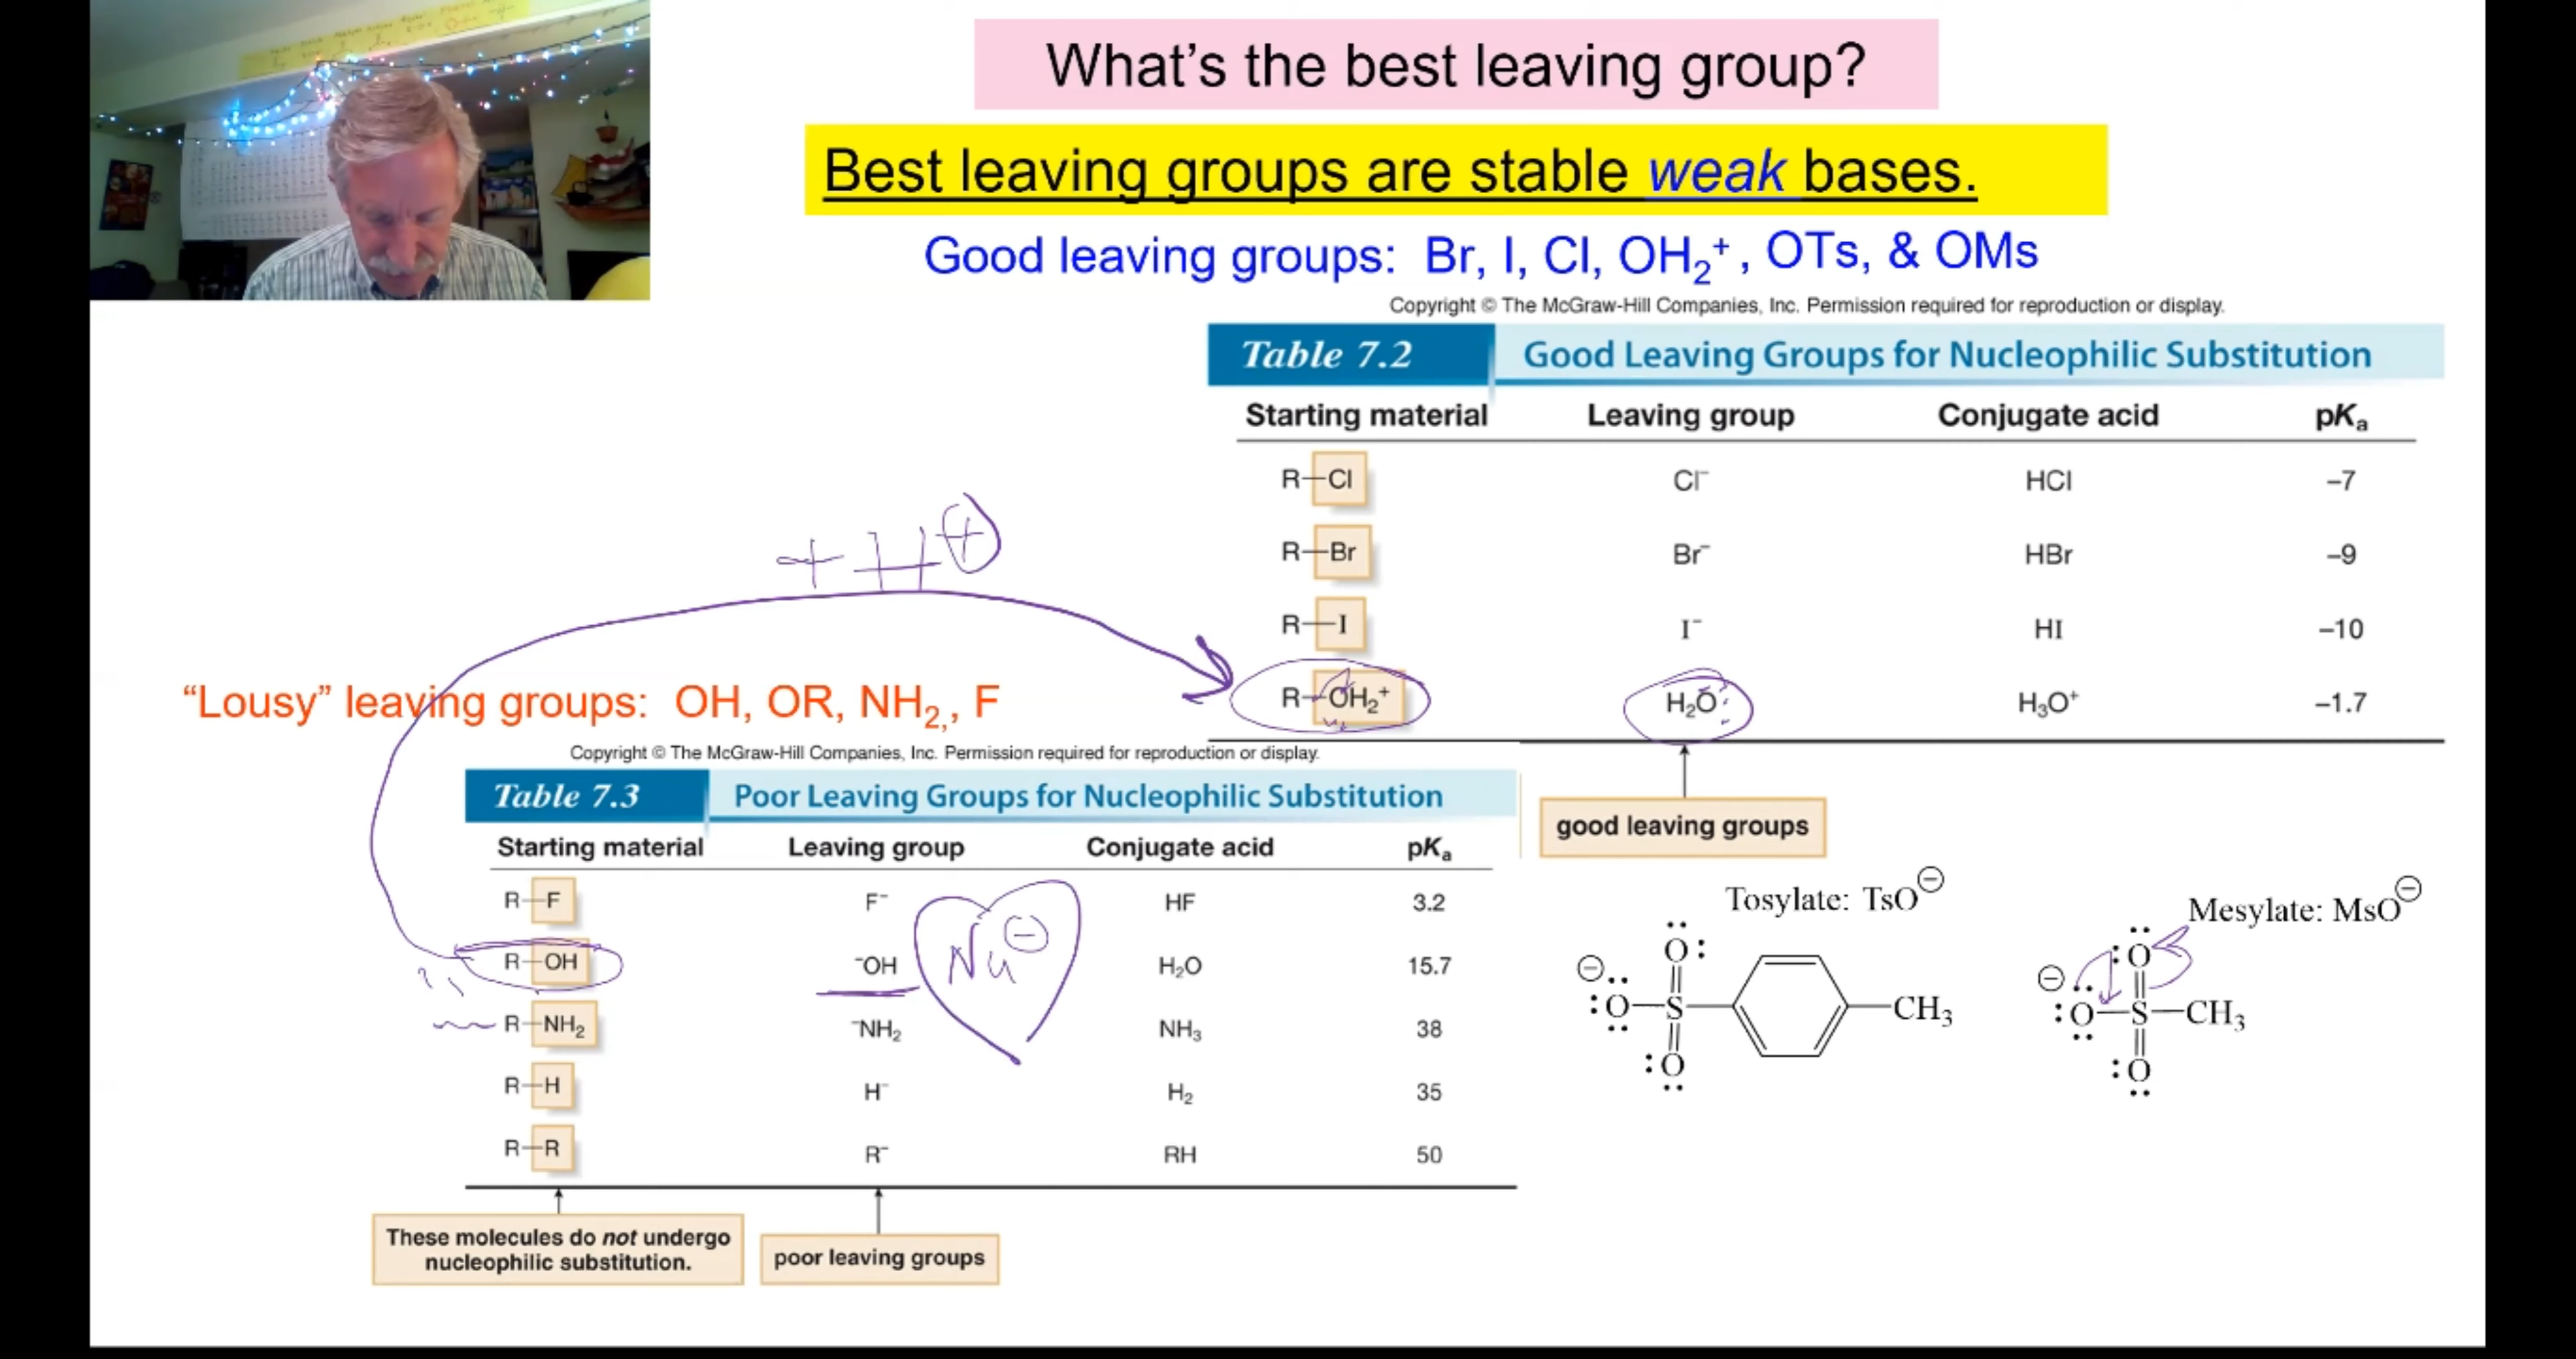 What's the best leaving group?
Best leaving groups are stable weak bases.
Good leaving groups: Br, I, Cl, OH₂⁺, OTs, & OMs
Copyright © The McGraw-Hill Companies, Inc. Permission required for reproduction or display.
Table 7.2 Good Leaving Groups for Nucleophilic Substitution
Starting material Leaving group Conjugate acid pKₐ
R–Cl Cl⁻ HCl –7
R–Br Br⁻ HBr –9
R–I I⁻ HI –10
R–OH₂⁺ H₂O H₃O⁺ –1.7
good leaving groups
+ H⁺
"Lousy" leaving groups: OH, OR, NH₂,, F
Copyright © The McGraw-Hill Companies, Inc. Permission required for reproduction or display.
Table 7.3 Poor Leaving Groups for Nucleophilic Substitution
Starting material Leaving group Conjugate acid pKₐ
R–F F⁻ HF 3.2
R–OH ⁻OH H₂O 15.7
R–NH₂ ⁻NH₂ NH₃ 38
R–H H⁻ H₂ 35
R–R R⁻ RH 50
Nu⊖
These molecules do not undergo
nucleophilic substitution.
poor leaving groups
Tosylate: TsO⊖
⊖ :O–S CH₃
:O:
:O
Mesylate: MsO⊖
:O
⊖ :O–S–CH₃
:O